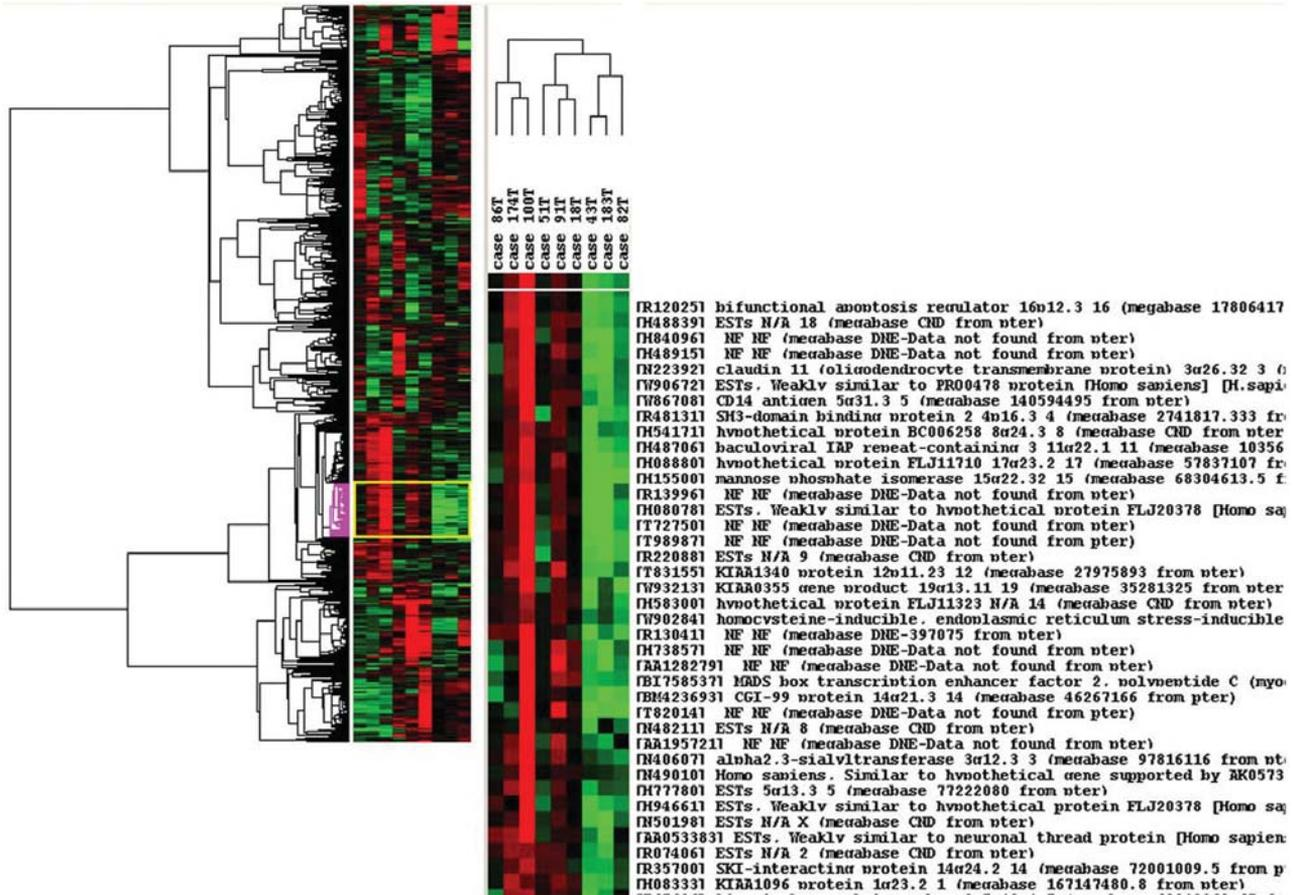 case 86T
case 174T
case 100T
case 51T
case 91T
case 18T
case 43T
case 183T
case 82T
[R12025] bifunctional apoptosis regulator 16p12.3 16 (megabase 17806417
[H48839] ESTs N/A 18 (megabase CND from pter)
[H84096] NF NF (megabase DNE-Data not found from pter)
[H48915] NF NF (megabase DNE-Data not found from pter)
[N22392] claudin 11 (oligodendrocyte transmembrane protein) 3q26.32 3 (
[W90672] ESTs, Weakly similar to PRO0478 protein [Homo sapiens] [H.sapi
[W86708] CD14 antigen 5q31.3 5 (megabase 140594495 from pter)
[R48131] SH3-domain binding protein 2 4p16.3 4 (megabase 2741817.333 fr
[H54171] hypothetical protein BC006258 8q24.3 8 (megabase CND from pter
[H48706] baculoviral IAP repeat-containing 3 11q22.1 11 (megabase 10356
[H08880] hypothetical protein FLJ11710 17q23.2 17 (megabase 57837107 fr
[H15500] mannose phosphate isomerase 15q22.32 15 (megabase 68304613.5 f
[R13996] NF NF (megabase DNE-Data not found from pter)
[H08078] ESTs, Weakly similar to hypothetical protein FLJ20378 [Homo sa
[T72750] NF NF (megabase DNE-Data not found from pter)
[T98987] NF NF (megabase DNE-Data not found from pter)
[R22088] ESTs N/A 9 (megabase CND from pter)
[T83155] KIAA1340 protein 12p11.23 12 (megabase 27975893 from pter)
[W93213] KIAA0355 gene product 19q13.11 19 (megabase 35281325 from pter
[H58300] hypothetical protein FLJ11323 N/A 14 (megabase CND from pter)
[W90284] homocysteine-inducible, endoplasmic reticulum stress-inducible
[R13041] NF NF (megabase DNE-397075 from pter)
[H73857] NF NF (megabase DNE-Data not found from pter)
[AA128279] NF NF (megabase DNE-Data not found from pter)
[BI758537] MADS box transcription enhancer factor 2, polypeptide C (myo
[BM423693] CGI-99 protein 14q21.3 14 (megabase 46267166 from pter)
[T82014] NF NF (megabase DNE-Data not found from pter)
[N48211] ESTs N/A 8 (megabase CND from pter)
[AA195721] NF NF (megabase DNE-Data not found from pter)
[N40607] alpha2,3-sialyltransferase 3q12.3 3 (megabase 97816116 from pt
[N49010] Homo sapiens, Similar to hypothetical gene supported by AK0573
[H77780] ESTs 5q13.3 5 (megabase 77222080 from pter)
[H94661] ESTs, Weakly similar to hypothetical protein FLJ20378 [Homo sa
[N50198] ESTs N/A X (megabase CND from pter)
[AA053383] ESTs, Weakly similar to neuronal thread protein [Homo sapien
[R07406] ESTs N/A 2 (megabase CND from pter)
[R35700] SKI-interacting protein 14q24.2 14 (megabase 72001009.5 from p
[H08333] KIAA1096 protein 1q23.2 1 (megabase 167147480.8 from pter)